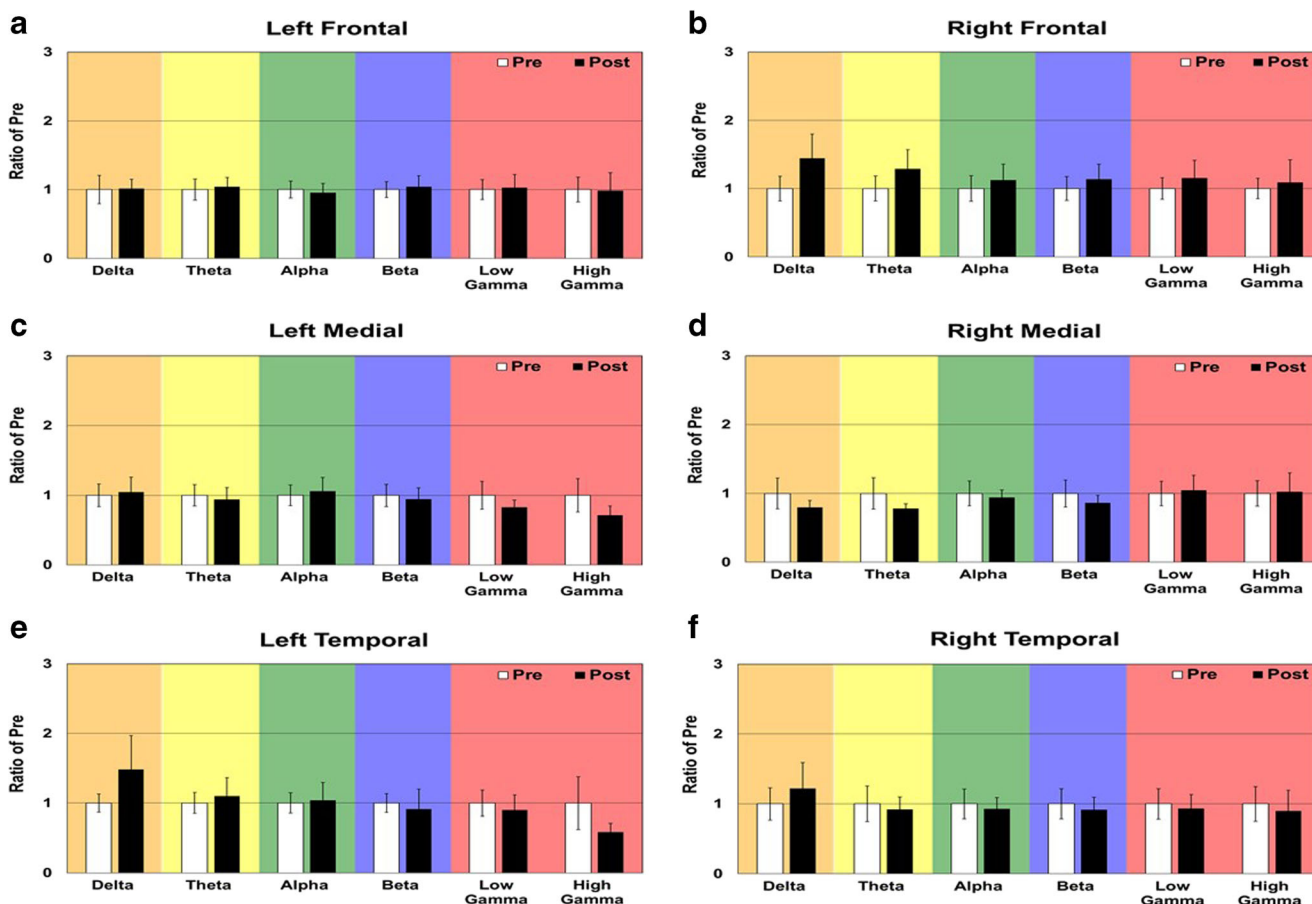 a
Left Frontal
Ratio of Pre
3
2
1
0
Pre Post
Delta Theta Alpha Beta Low Gamma High Gamma
b
Right Frontal
Ratio of Pre
3
2
1
0
Pre Post
Delta Theta Alpha Beta Low Gamma High Gamma
c
Left Medial
Ratio of Pre
3
2
1
0
Pre Post
Delta Theta Alpha Beta Low Gamma High Gamma
d
Right Medial
Ratio of Pre
3
2
1
0
Pre Post
Delta Theta Alpha Beta Low Gamma High Gamma
e
Left Temporal
Ratio of Pre
3
2
1
0
Pre Post
Delta Theta Alpha Beta Low Gamma High Gamma
f
Right Temporal
Ratio of Pre
3
2
1
0
Pre Post
Delta Theta Alpha Beta Low Gamma High Gamma